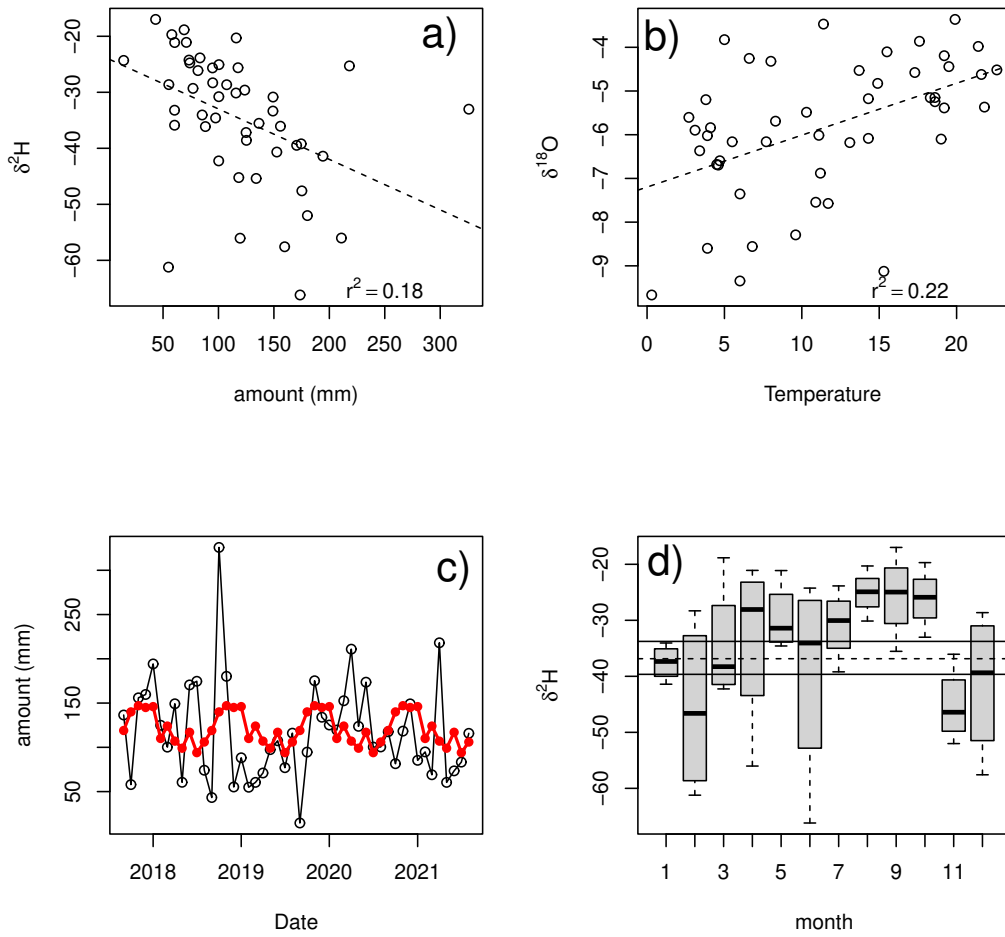 a)
δ²H
−20
−30
−40
−50
−60
r² = 0.18
50 100 150 200 250 300
amount (mm)
b)
δ¹⁸O
−4
−5
−6
−7
−8
−9
r² = 0.22
0 5 10 15 20
Temperature
c)
amount (mm)
250
150
50
2018 2019 2020 2021
Date
d)
δ²H
−20
−30
−40
−50
−60
1 3 5 7 9 11
month